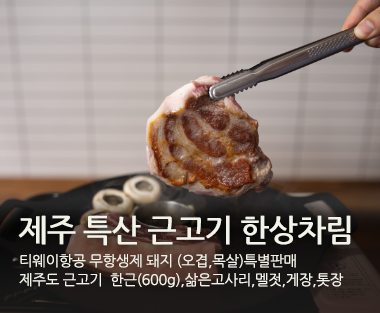 제주 특산 근고기 한상차림
티웨이항공 무항생제 돼지 (오겹,목살)특별판매
제주도 근고기 한근(600g),삶은고사리,멜젓,게장,톳장